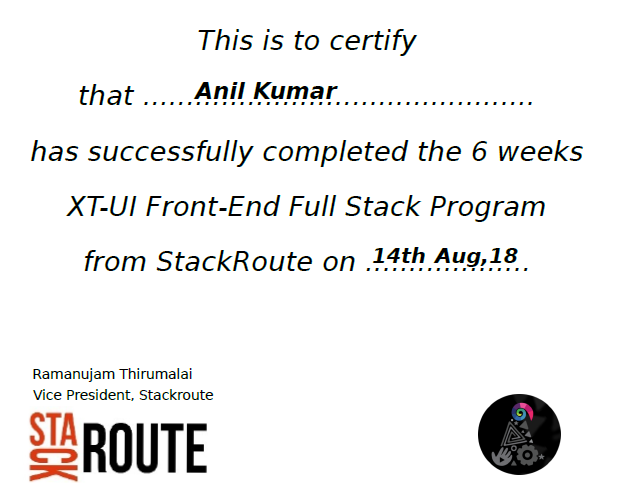 This is to certify
that .............................................
Anil Kumar
has successfully completed the 6 weeks
XT-UI Front-End Full Stack Program
from StackRoute on ...................
14th Aug,18
Ramanujam Thirumalai
Vice President, Stackroute
STACKROUTE